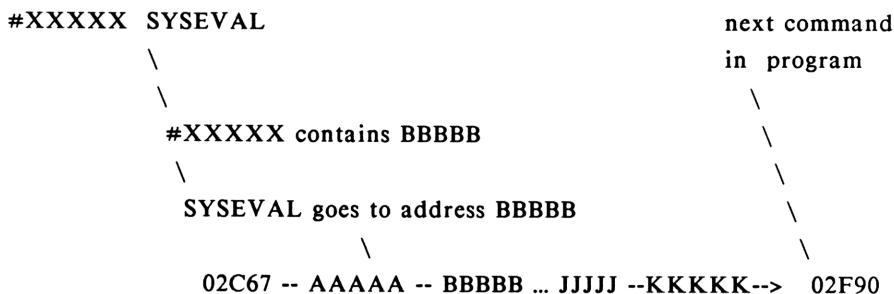 #XXXXX SYSEVAL next command
in program
#XXXXX contains BBBBB
SYSEVAL goes to address BBBBB
02C67 -- AAAAA -- BBBBB ... JJJJJ --KKKKK--> 02F90